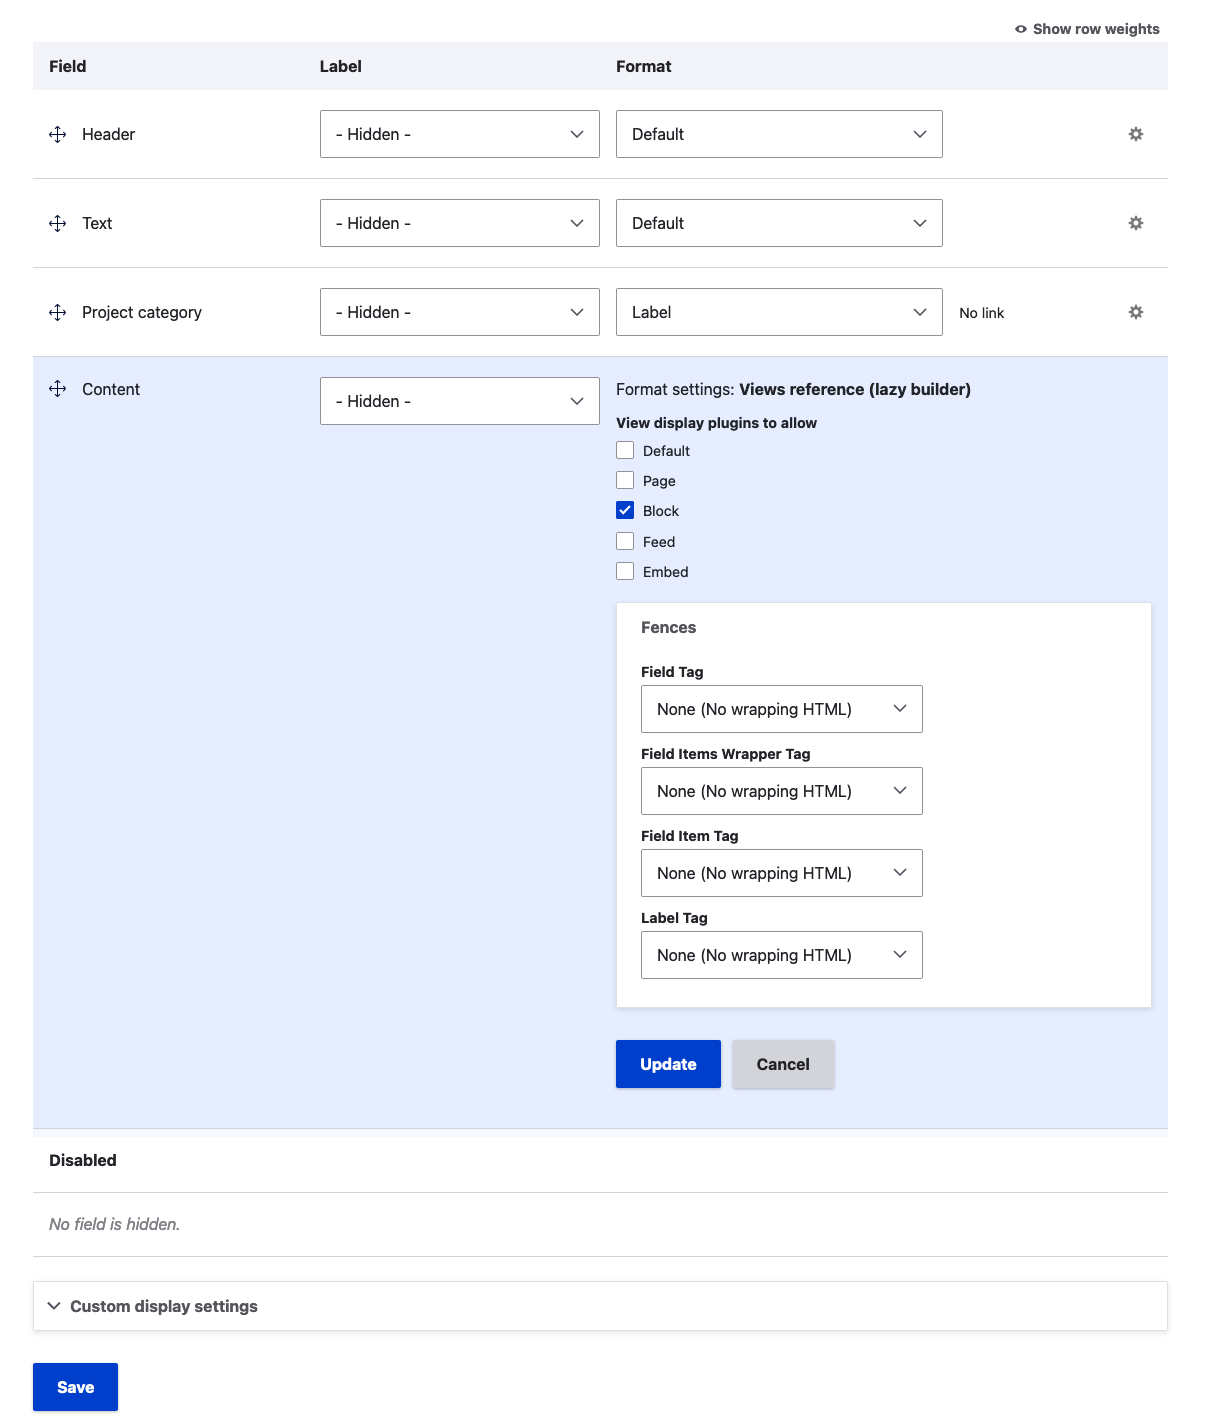 Show row weights
Field Label Format
Header - Hidden - Default
Text - Hidden - Default
Project category - Hidden - Label No link
Content - Hidden - Format settings: Views reference (lazy builder)
View display plugins to allow
Default
Page
Block
Feed
Embed
Fences
Field Tag
None (No wrapping HTML)
Field Items Wrapper Tag
None (No wrapping HTML)
Field Item Tag
None (No wrapping HTML)
Label Tag
None (No wrapping HTML)
Update Cancel
Disabled
No field is hidden.
Custom display settings
Save